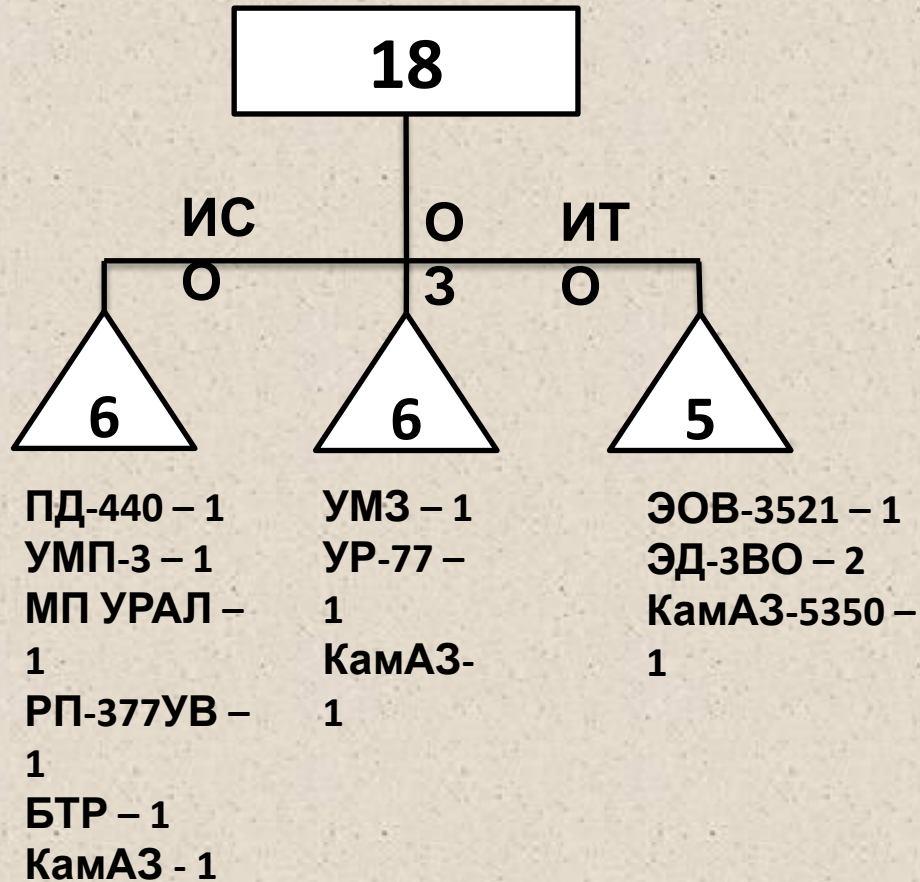 18
ИС
О
О
З
ИТ
О
6
6
5
ПД-440 – 1
УМП-3 – 1
МП УРАЛ –
1
РП-377УВ –
1
БТР – 1
КамАЗ - 1
УМЗ – 1
УР-77 –
1
КамАЗ-
1
ЭОВ-3521 – 1
ЭД-3ВО – 2
КамАЗ-5350 –
1